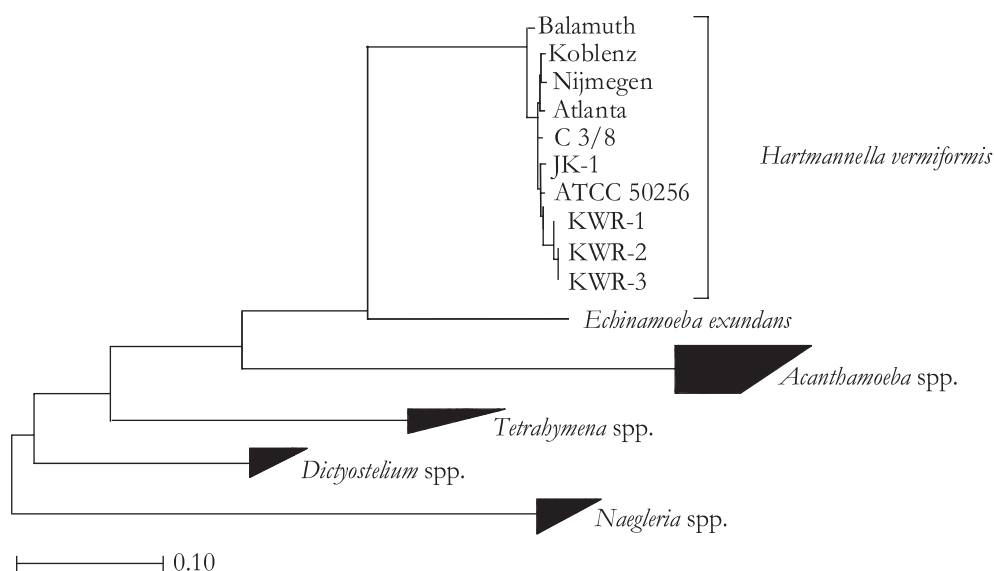 Balamuth
Koblenz
Nijmegen
Atlanta
C 3/8
Hartmannella vermiformis
JK-1
ATCC 50256
KWR-1
KWR-2
KWR-3
Echinamoeba exundans
Acanthamoeba spp.
Tetrahymena spp.
Dictyostelium spp.
Naegleria spp.
0.10